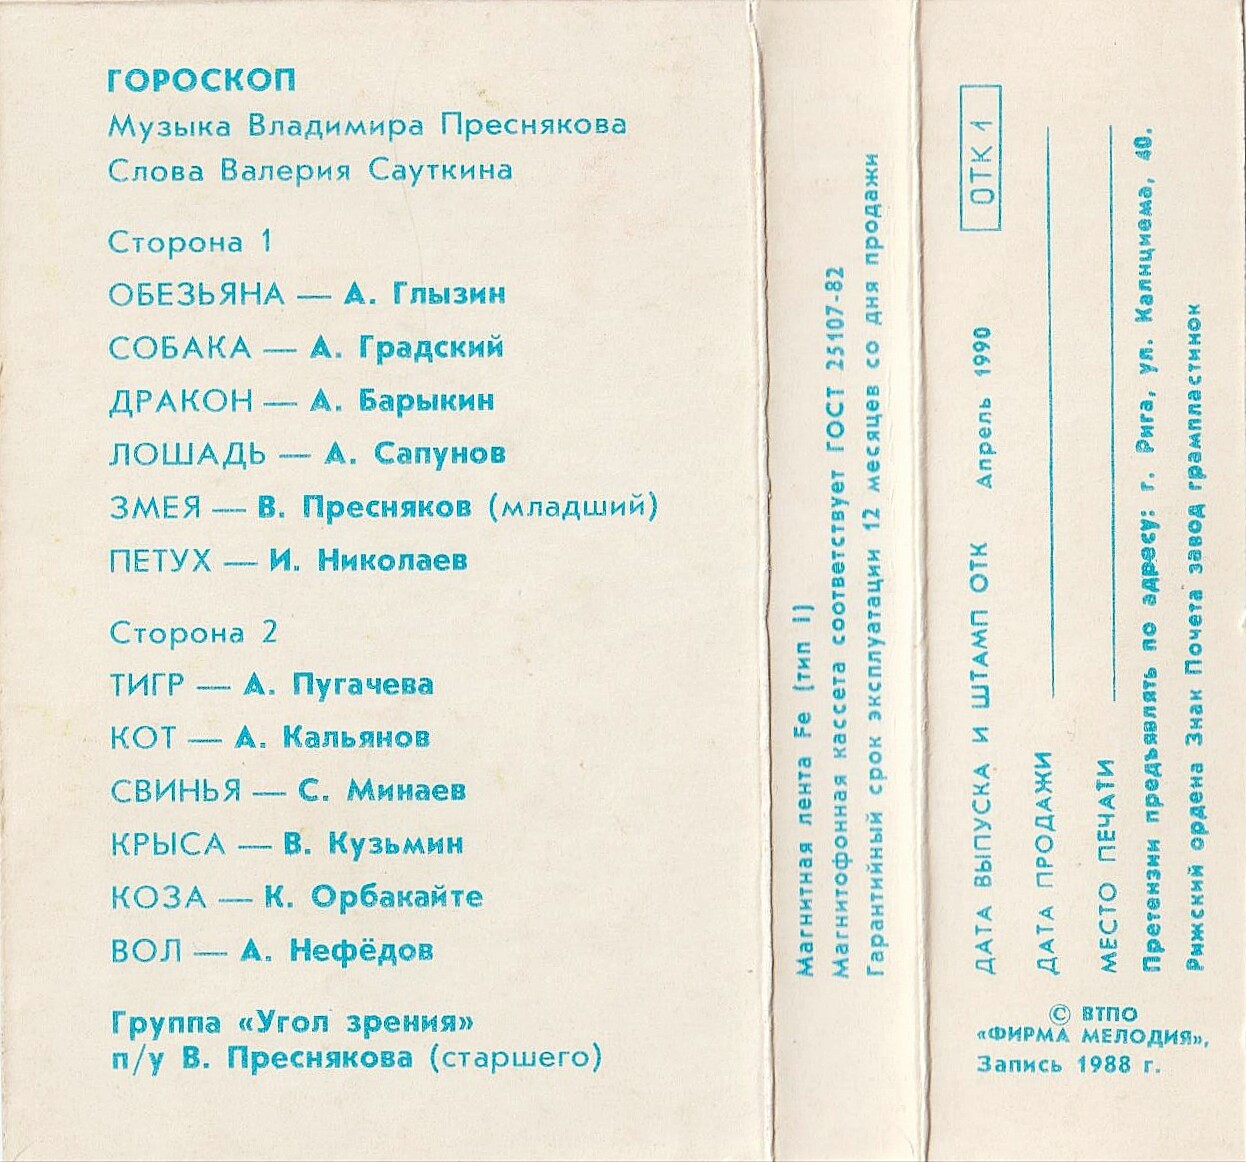 ГОРОСКОП
Музыка Владимира Преснякова
Слова Валерия Сауткина
Сторона 1
ОБЕЗЬЯНА — А. Глызин
СОБАКА — А. Градский
ДРАКОН — А. Барыкин
ЛОШАДЬ — А. Сапунов
ЗМЕЯ — В. Пресняков (младший)
ПЕТУХ — И. Николаев
Сторона 2
ТИГР — А. Пугачева
КОТ — А. Кальянов
СВИНЬЯ — С. Минаев
КРЫСА — В. Кузьмин
КОЗА — К. Орбакайте
ВОЛ — А. Нефёдов
Группа «Угол зрения»
п/у В. Преснякова (старшего)
Магнитная лента Fe (тип I)
Магнитофонная кассета соответствует ГОСТ 25107-82
Гарантийный срок эксплуатации 12 месяцев со дня продажи
ДАТА ВЫПУСКА И ШТАМП ОТК Апрель 1990 ОТК 1
ДАТА ПРОДАЖИ
МЕСТО ПЕЧАТИ
Претензии предъявлять по адресу: г. Рига, ул. Калнциема, 40.
Рижский ордена Знак Почета завод грампластинок
© ВТПО
«ФИРМА МЕЛОДИЯ»,
Запись 1988 г.